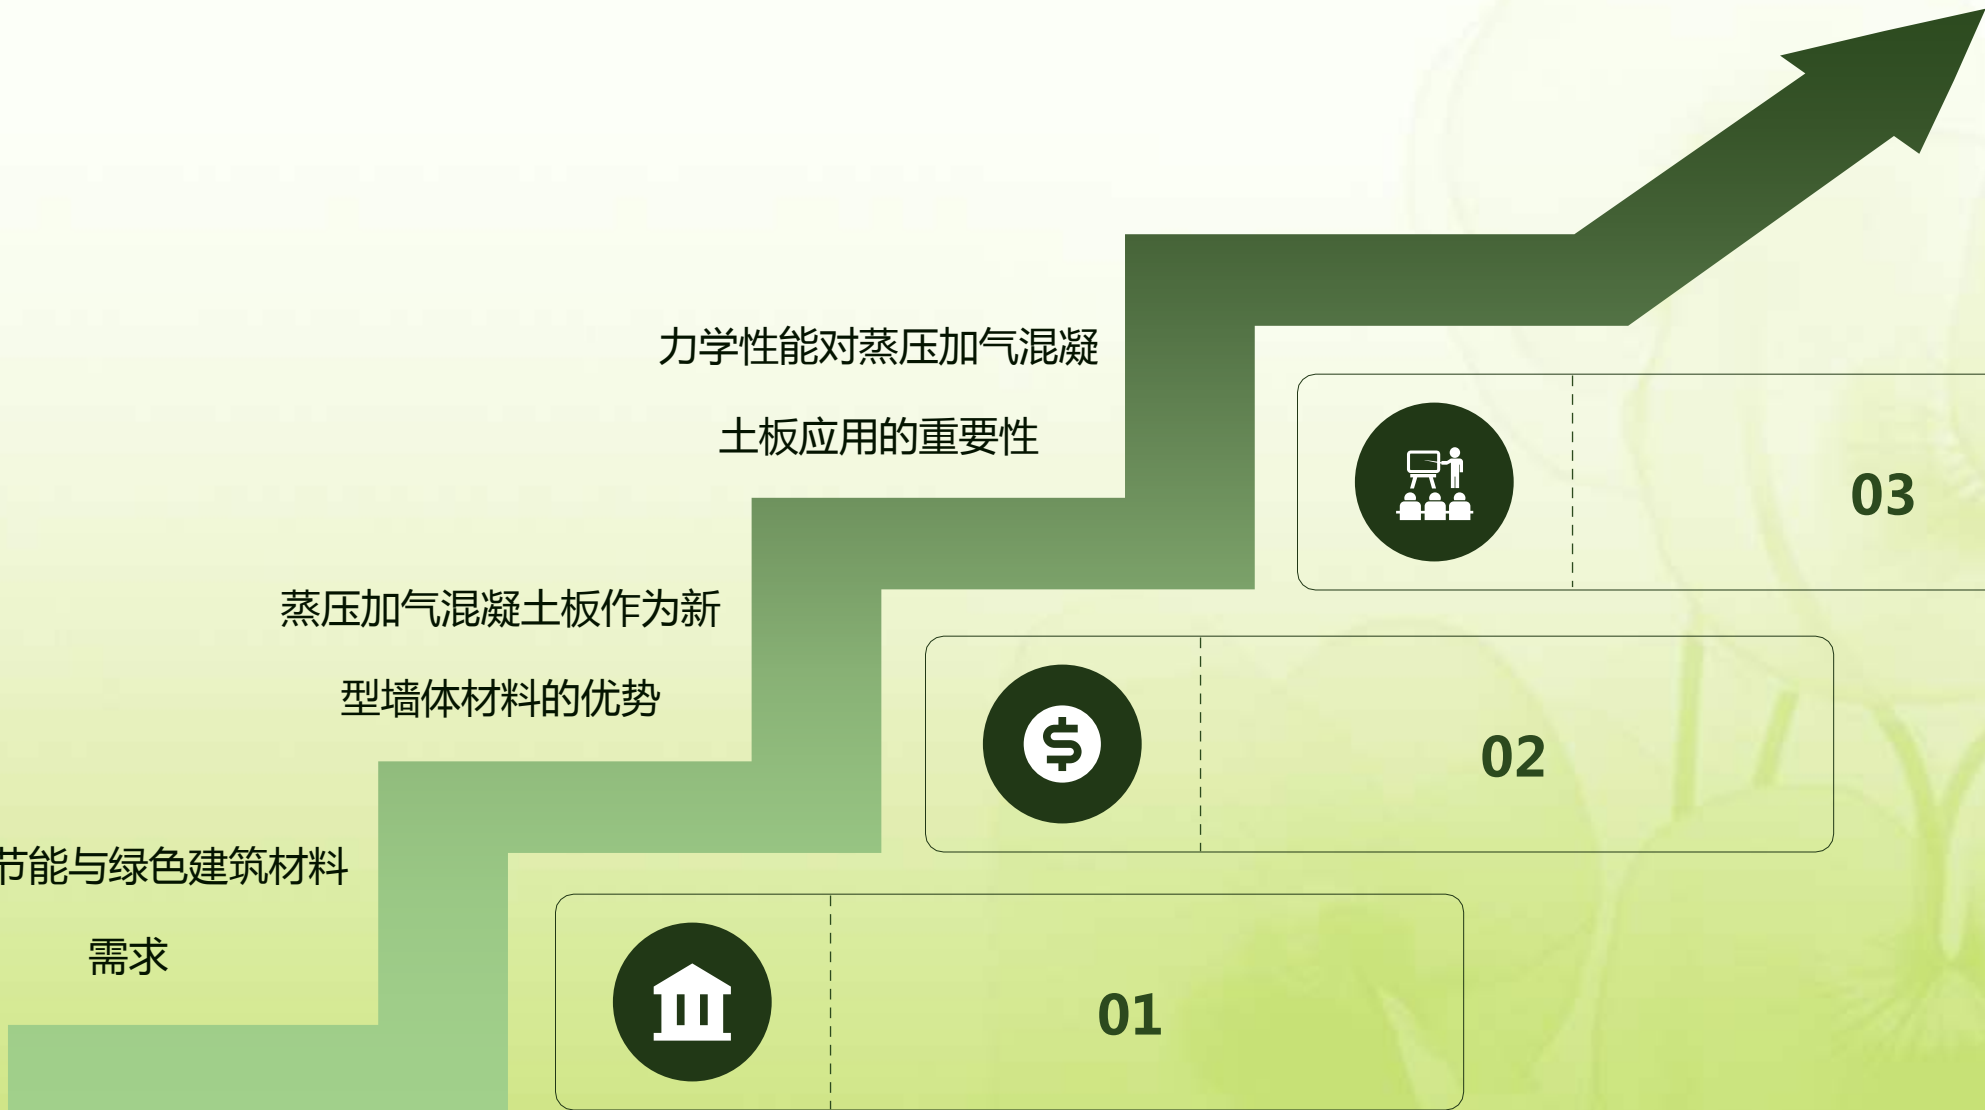 力学性能对蒸压加气混凝
土板应用的重要性
03
蒸压加气混凝土板作为新
型墙体材料的优势
02
节能与绿色建筑材料
需求
01